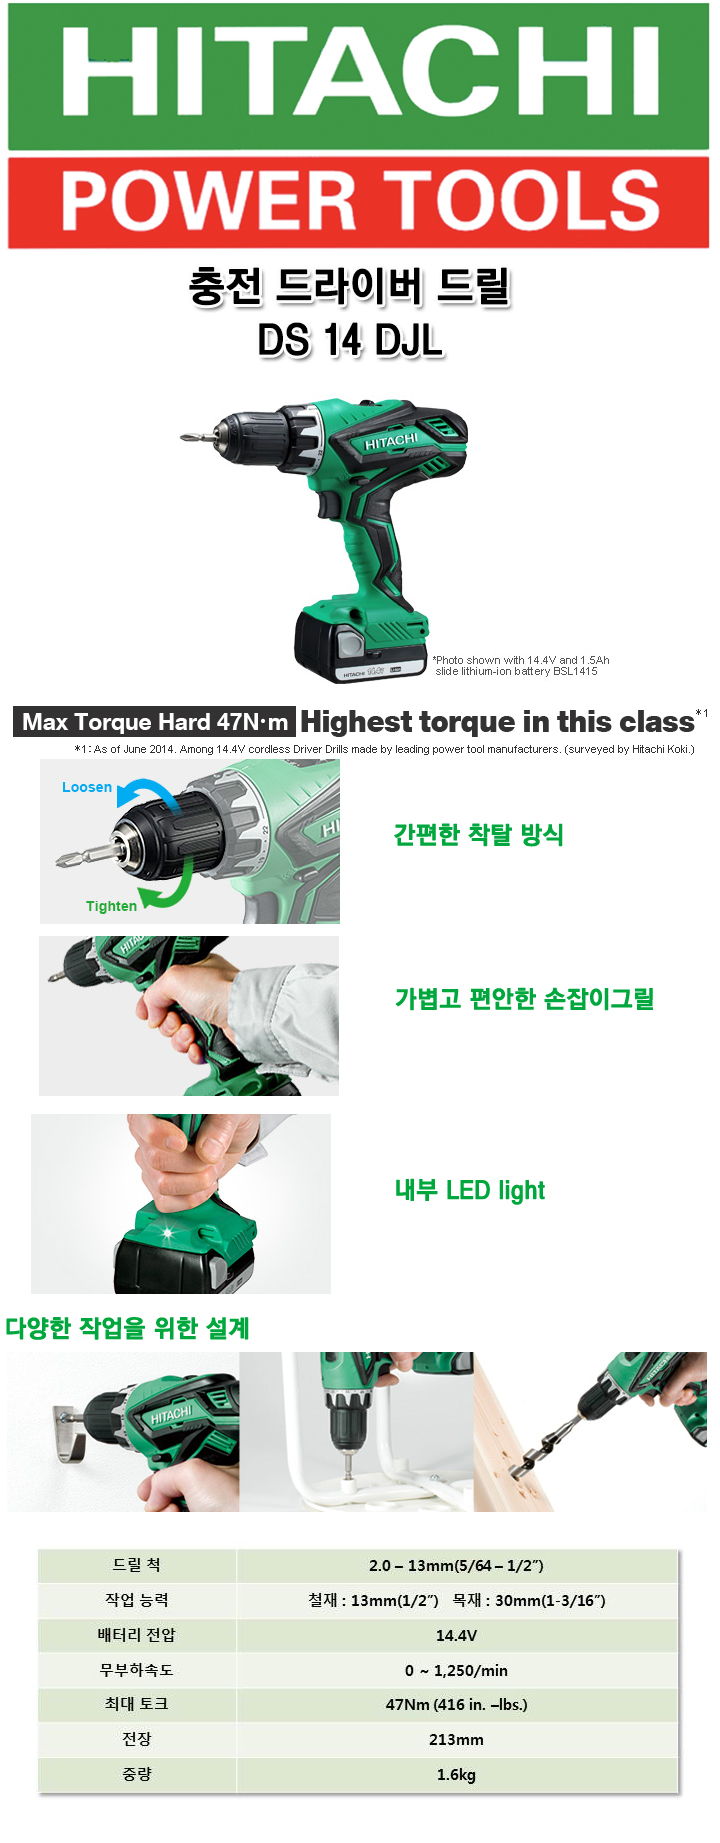 HITACHI
POWER TOOLS
충전 드라이버 드릴
DS 14 DJL
HITACHI
HITACHI 14.4V
*Photo shown with 14.4V and 1.5Ah
slide lithium-ion battery BSL1415
Max Torque Hard 47N·m Highest torque in this class*1
*1: As of June 2014. Among 14.4V cordless Driver Drills made by leading power tool manufacturers. (surveyed by Hitachi Koki.)
Loosen
22
Tighten
간편한 착탈 방식
가볍고 편안한 손잡이그릴
내부 LED light
다양한 작업을 위한 설계
HITACHI
HITACHI
드릴 척 2.0 – 13mm(5/64 – 1/2”)
작업 능력 철재 : 13mm(1/2”) 목재 : 30mm(1-3/16”)
배터리 전압 14.4V
무부하속도 0 ~ 1,250/min
최대 토크 47Nm (416 in. –lbs.)
전장 213mm
중량 1.6kg